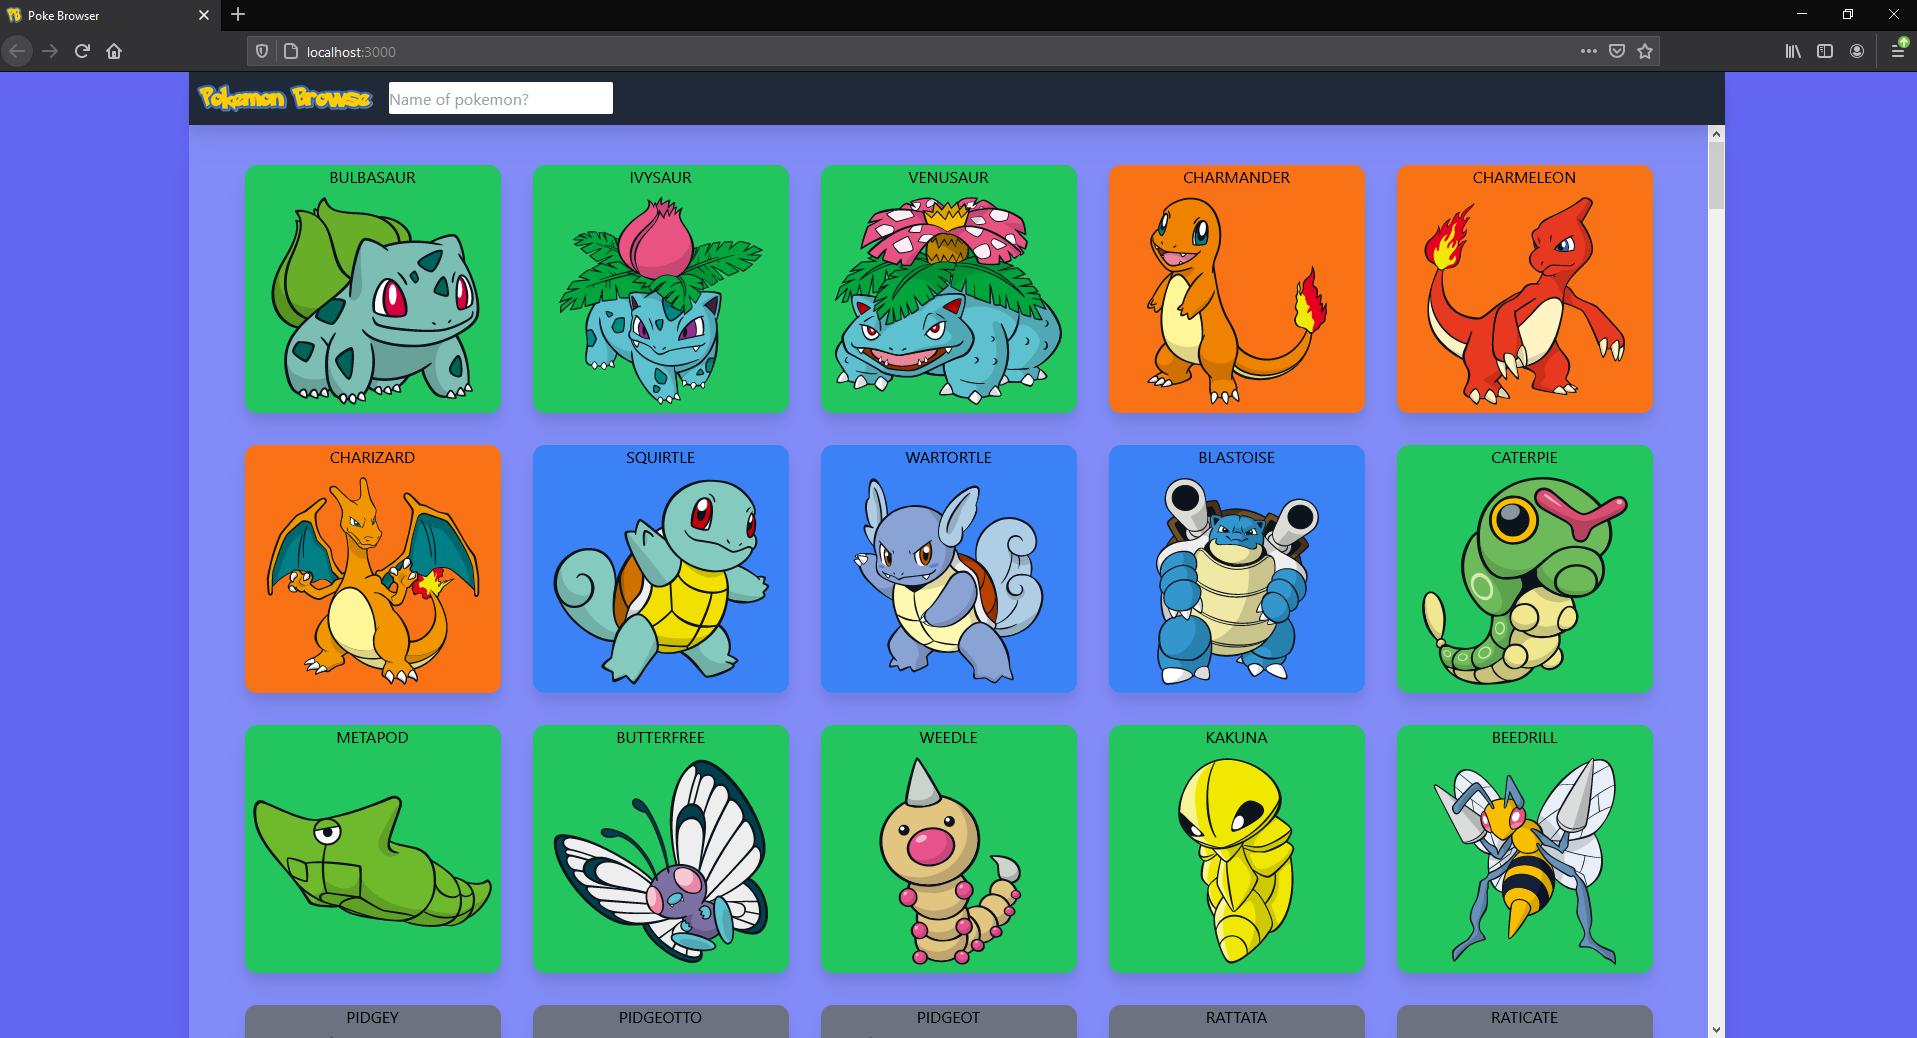 Poke Browser
localhost:3000
Pokemon Browse
Name of pokemon?
BULBASAUR
IVYSAUR
VENUSAUR
CHARMANDER
CHARMELEON
CHARIZARD
SQUIRTLE
WARTORTLE
BLASTOISE
CATERPIE
METAPOD
BUTTERFREE
WEEDLE
KAKUNA
BEEDRILL
PIDGEY
PIDGEOTTO
PIDGEOT
RATTATA
RATICATE